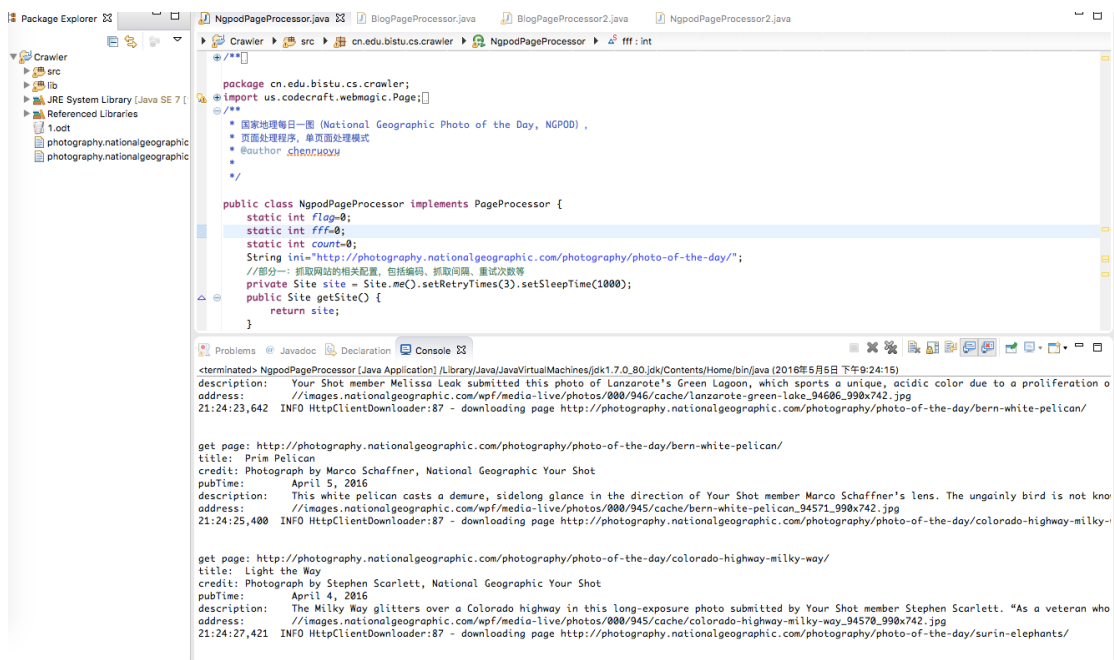 Package Explorer
Crawler
src
lib
JRE System Library [Java SE 7 [
Referenced Libraries
1.odt
photography.nationalgeographic
photography.nationalgeographic
NgpodPageProcessor.java BlogPageProcessor.java BlogPageProcessor2.java NgpodPageProcessor2.java
Crawler src cn.edu.bistu.cs.crawler NgpodPageProcessor fff : int
/**
package cn.edu.bistu.cs.crawler;
import us.codecraft.webmagic.Page;
/**
* 国家地理每日一图（National Geographic Photo of the Day, NGPOD），
* 页面处理程序，单页面处理模式
* @author chenruoyu
*
*/
public class NgpodPageProcessor implements PageProcessor {
static int flag=0;
static int fff=0;
static int count=0;
String ini="http://photography.nationalgeographic.com/photography/photo-of-the-day/";
//部分一：抓取网站的相关配置，包括编码、抓取间隔、重试次数等
private Site site = Site.me().setRetryTimes(3).setSleepTime(1000);
public Site getSite() {
return site;
}
Problems Javadoc Declaration Console
<terminated> NgpodPageProcessor [Java Application] /Library/Java/JavaVirtualMachines/jdk1.7.0_80.jdk/Contents/Home/bin/java (2016年5月5日 下午9:24:15)
description: Your Shot member Melissa Leak submitted this photo of Lanzarote's Green Lagoon, which sports a unique, acidic color due to a proliferation o
address: //images.nationalgeographic.com/wpf/media-live/photos/000/946/cache/lanzarote-green-lake_94606_990x742.jpg
21:24:23,642 INFO HttpClientDownloader:87 - downloading page http://photography.nationalgeographic.com/photography/photo-of-the-day/bern-white-pelican/
get page: http://photography.nationalgeographic.com/photography/photo-of-the-day/bern-white-pelican/
title: Prim Pelican
credit: Photograph by Marco Schaffner, National Geographic Your Shot
pubTime: April 5, 2016
description: This white pelican casts a demure, sidelong glance in the direction of Your Shot member Marco Schaffner's lens. The ungainly bird is not kno
address: //images.nationalgeographic.com/wpf/media-live/photos/000/945/cache/bern-white-pelican_94571_990x742.jpg
21:24:25,400 INFO HttpClientDownloader:87 - downloading page http://photography.nationalgeographic.com/photography/photo-of-the-day/colorado-highway-milky-
get page: http://photography.nationalgeographic.com/photography/photo-of-the-day/colorado-highway-milky-way/
title: Light the Way
credit: Photograph by Stephen Scarlett, National Geographic Your Shot
pubTime: April 4, 2016
description: The Milky Way glitters over a Colorado highway in this long-exposure photo submitted by Your Shot member Stephen Scarlett. “As a veteran who
address: //images.nationalgeographic.com/wpf/media-live/photos/000/945/cache/colorado-highway-milky-way_94570_990x742.jpg
21:24:27,421 INFO HttpClientDownloader:87 - downloading page http://photography.nationalgeographic.com/photography/photo-of-the-day/surin-elephants/